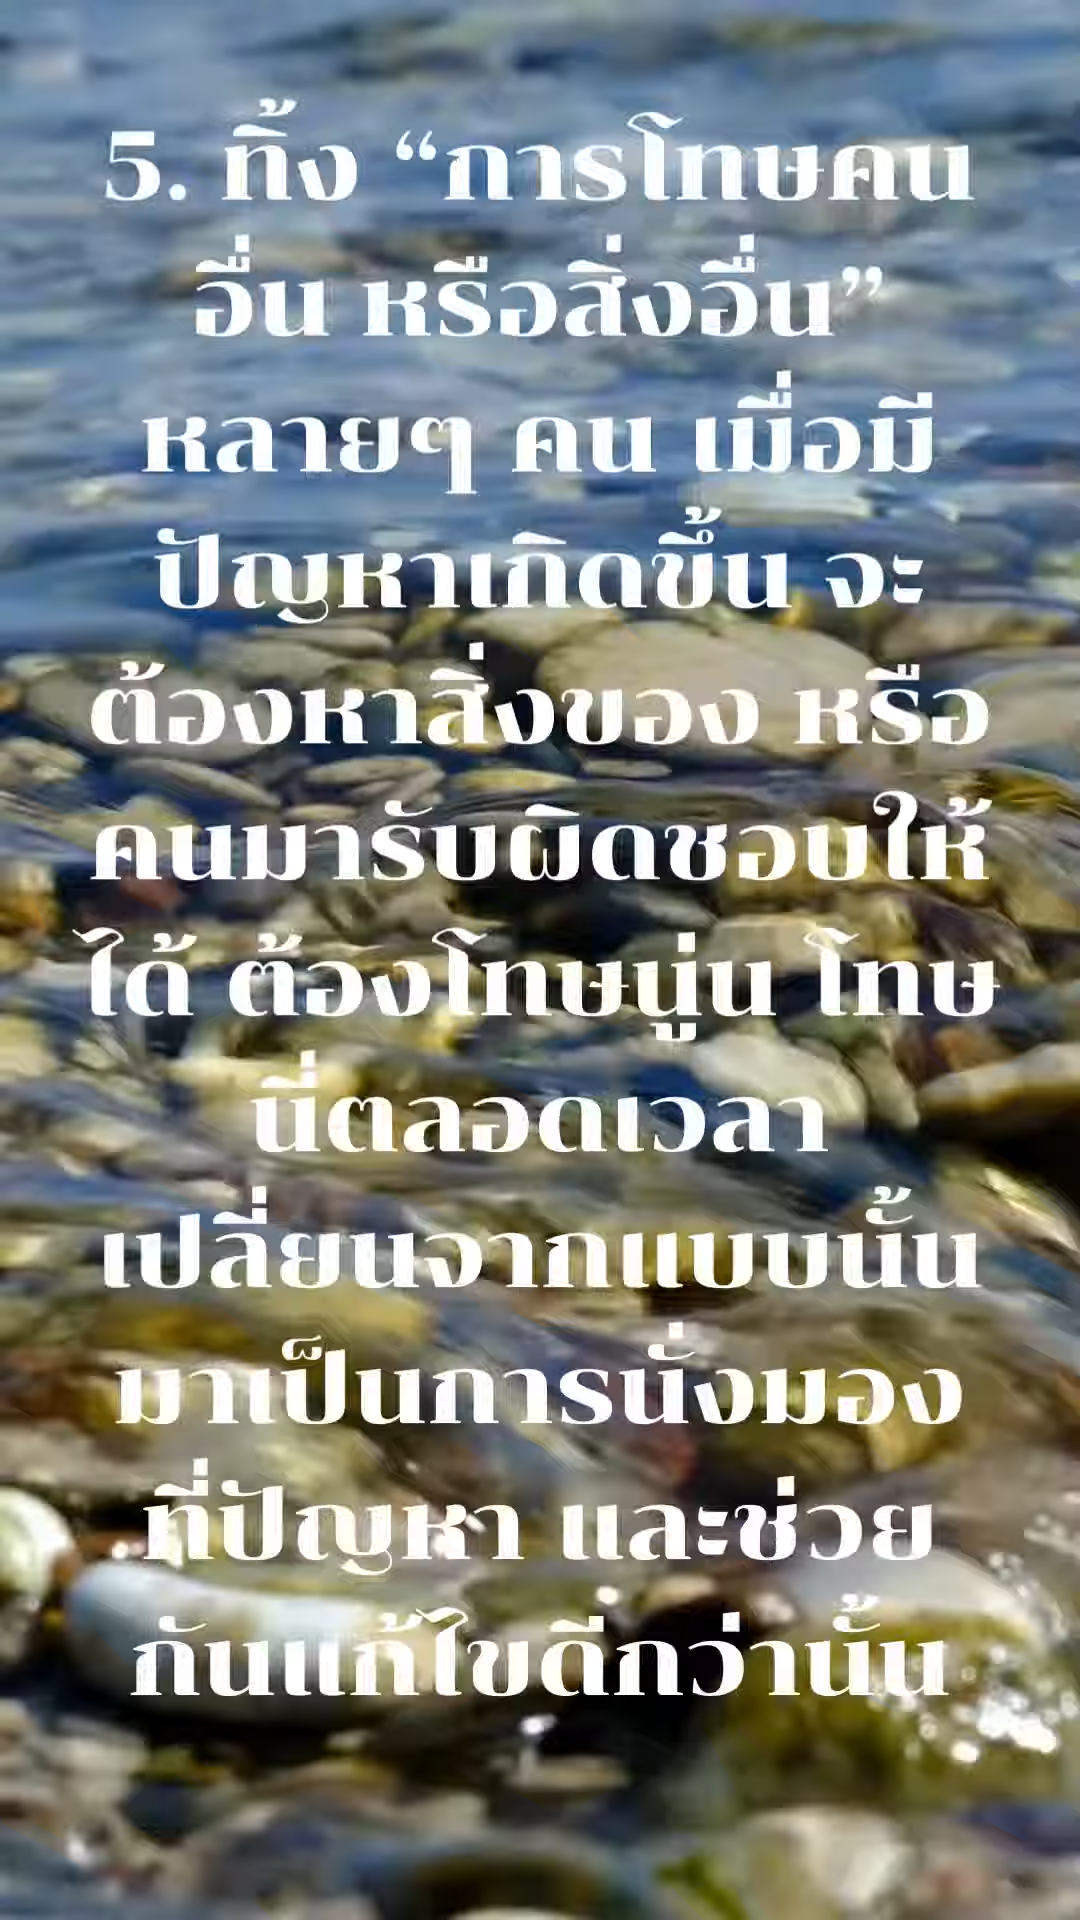 5. ทิ้ง “การโทษคน
อื่น หรือสิ่งอื่น”
หลายๆ คน เมื่อมี
ปัญหาเกิดขึ้น จะ
ต้องหาสิ่งของ หรือ
คนมารับผิดชอบให้
ได้ ต้องโทษนู่น โทษ
นี่ตลอดเวลา
เปลี่ยนจากแบบนั้น
มาเป็นการนั่งมอง
ที่ปัญหา และช่วย
กันแก้ไขดีกว่านั้น